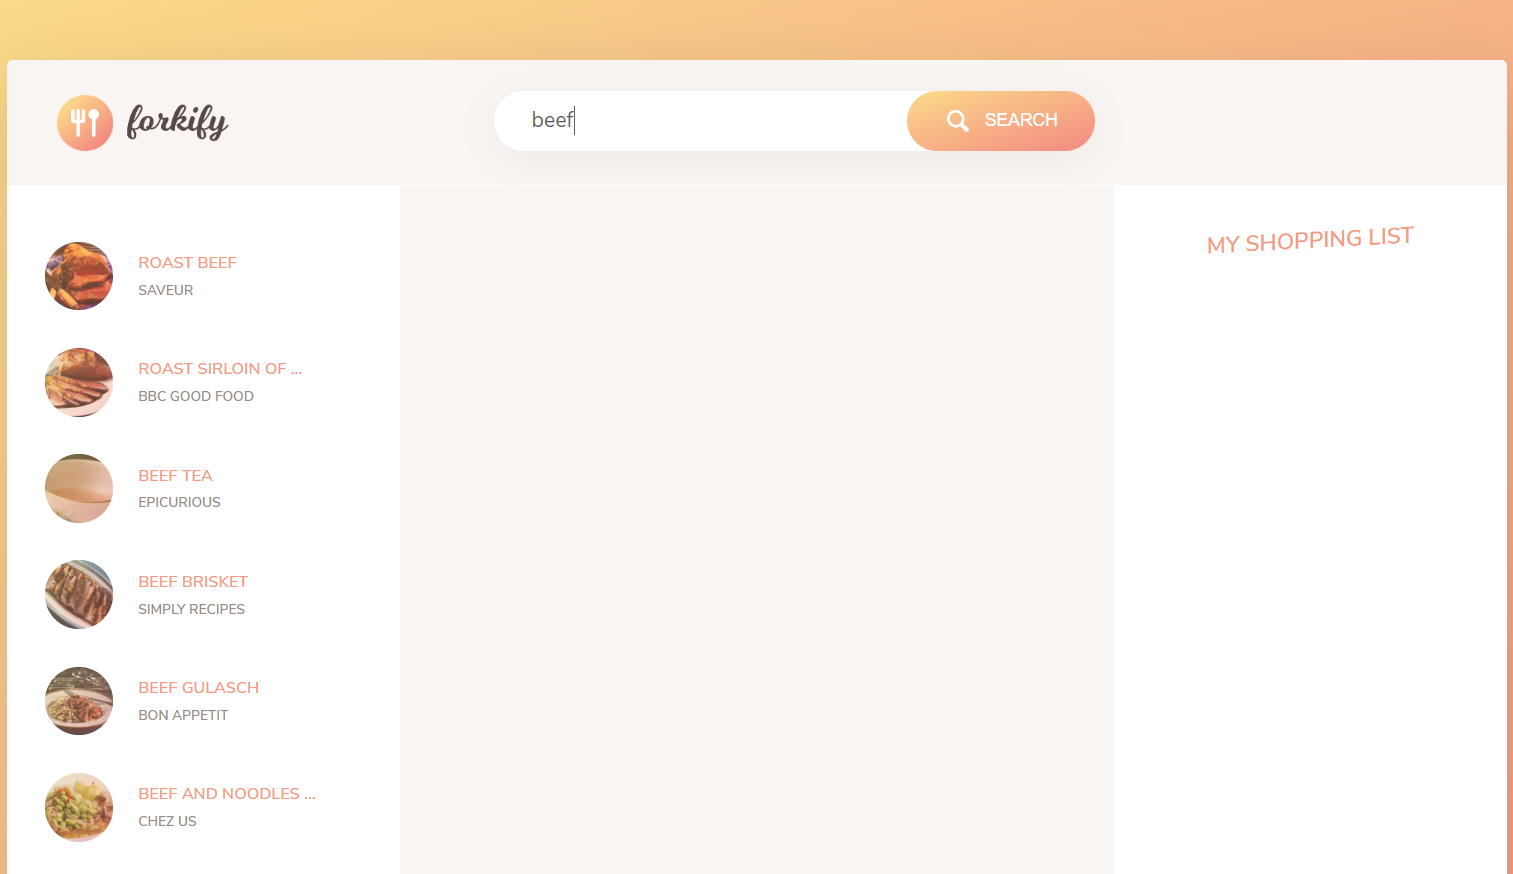 forkify
beef
SEARCH
ROAST BEEF
SAVEUR
ROAST SIRLOIN OF ...
BBC GOOD FOOD
BEEF TEA
EPICURIOUS
BEEF BRISKET
SIMPLY RECIPES
BEEF GULASCH
BON APPETIT
BEEF AND NOODLES ...
CHEZ US
MY SHOPPING LIST